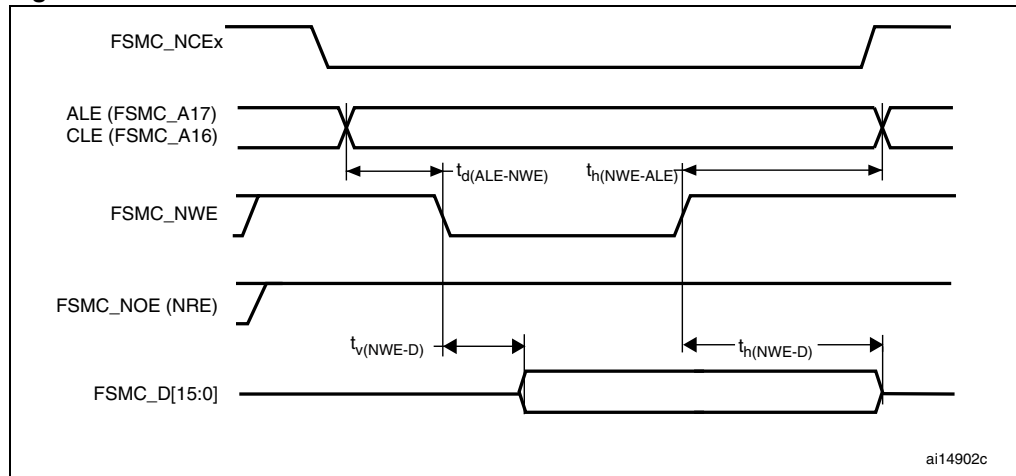 FSMC_NCEx
ALE (FSMC_A17)
CLE (FSMC_A16)
td(ALE-NWE)
th(NWE-ALE)
FSMC_NWE
FSMC_NOE (NRE)
tv(NWE-D)
th(NWE-D)
FSMC_D[15:0]
ai14902c